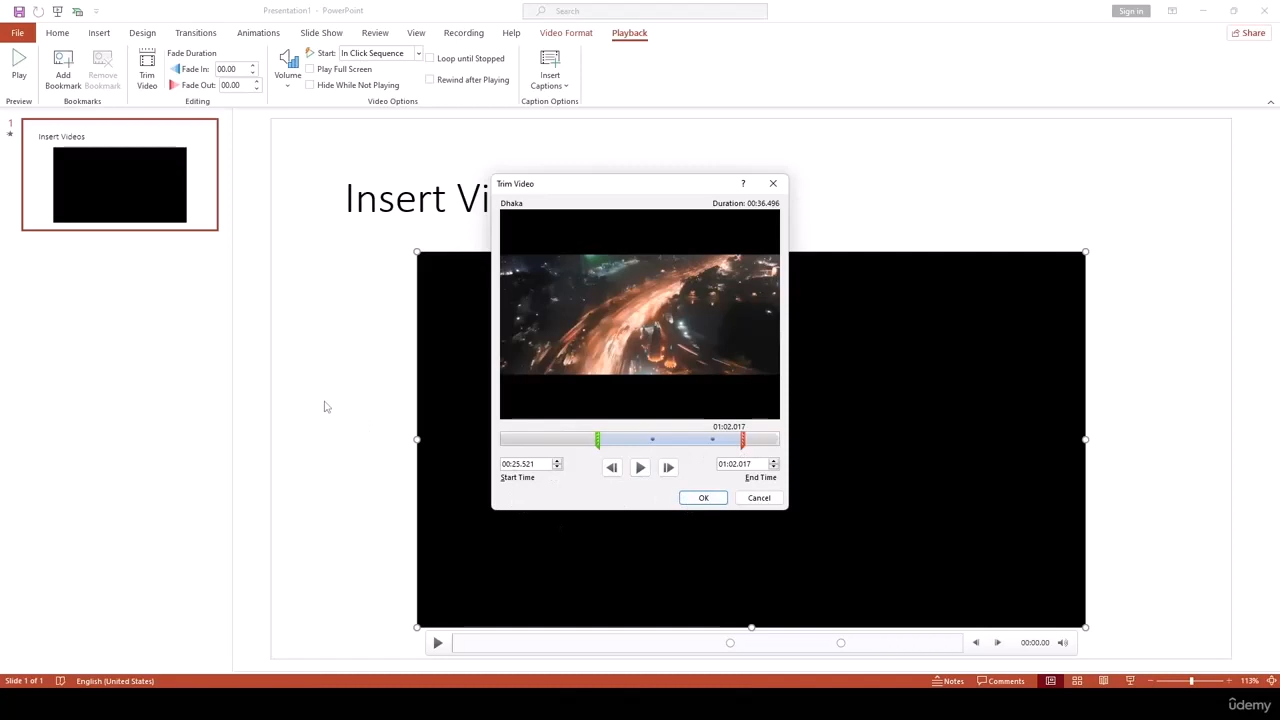 Presentation1 - PowerPoint
Search
Sign in
File Home Insert Design Transitions Animations Slide Show Review View Recording Help Video Format Playback
Share
Play
Preview
Add Bookmark
Remove Bookmark
Bookmarks
Trim Video
Fade Duration
Fade In: 00.00
Fade Out: 00.00
Editing
Volume
Start: In Click Sequence
Play Full Screen
Hide While Not Playing
Loop until Stopped
Rewind after Playing
Video Options
Insert Captions
Caption Options
1
Insert Videos
Insert Vi
Trim Video
?
Dhaka
Duration: 00:36.496
01:02.017
00:25.521
01:02.017
Start Time
End Time
OK
Cancel
00:00.00
Slide 1 of 1
English (United States)
Notes
Comments
113%
ûdemy